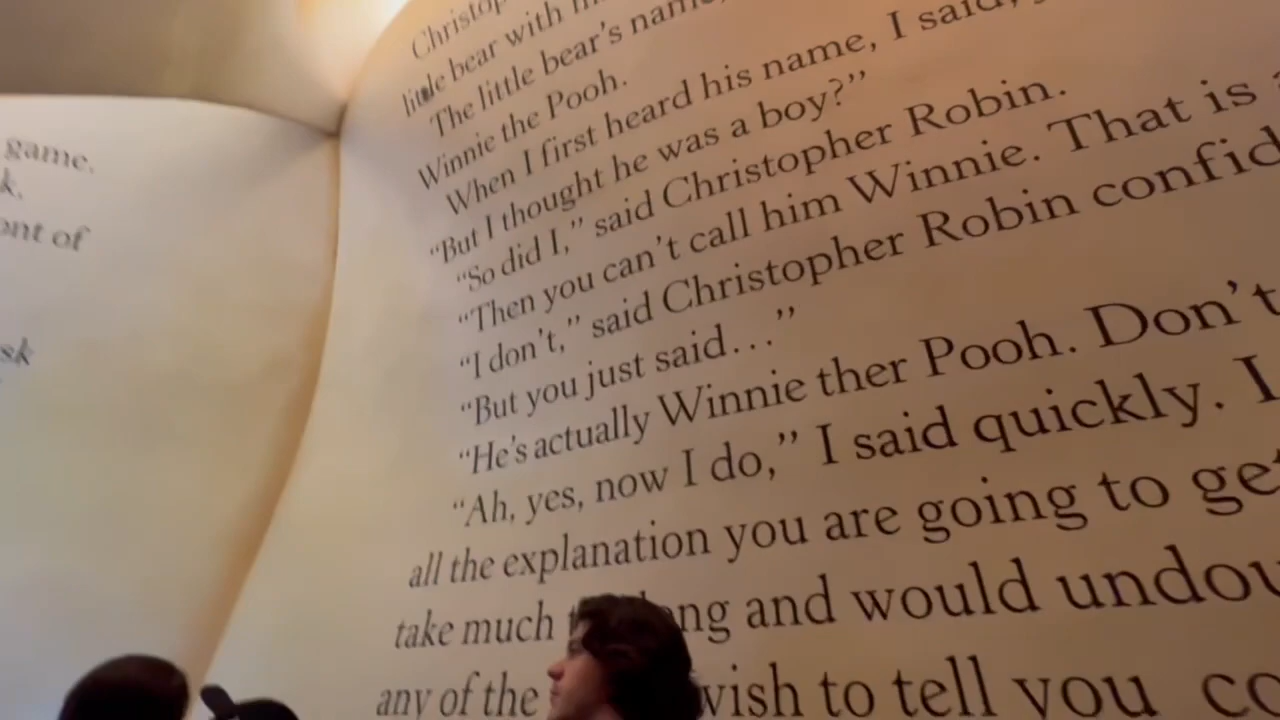 game.
k.
ont of
sk
Christop
little bear with
The little bear's name,
Winnie the Pooh.
When I first heard his name, I said,
“But I thought he was a boy?”
“So did I,” said Christopher Robin.
“Then you can't call him Winnie. That is
“I don't,” said Christopher Robin confid
“But you just said...”
“He's actually Winnie ther Pooh. Don't
“Ah, yes, now I do,” I said quickly. I
all the explanation you are going to get
take much long and would undou
any of the wish to tell you co